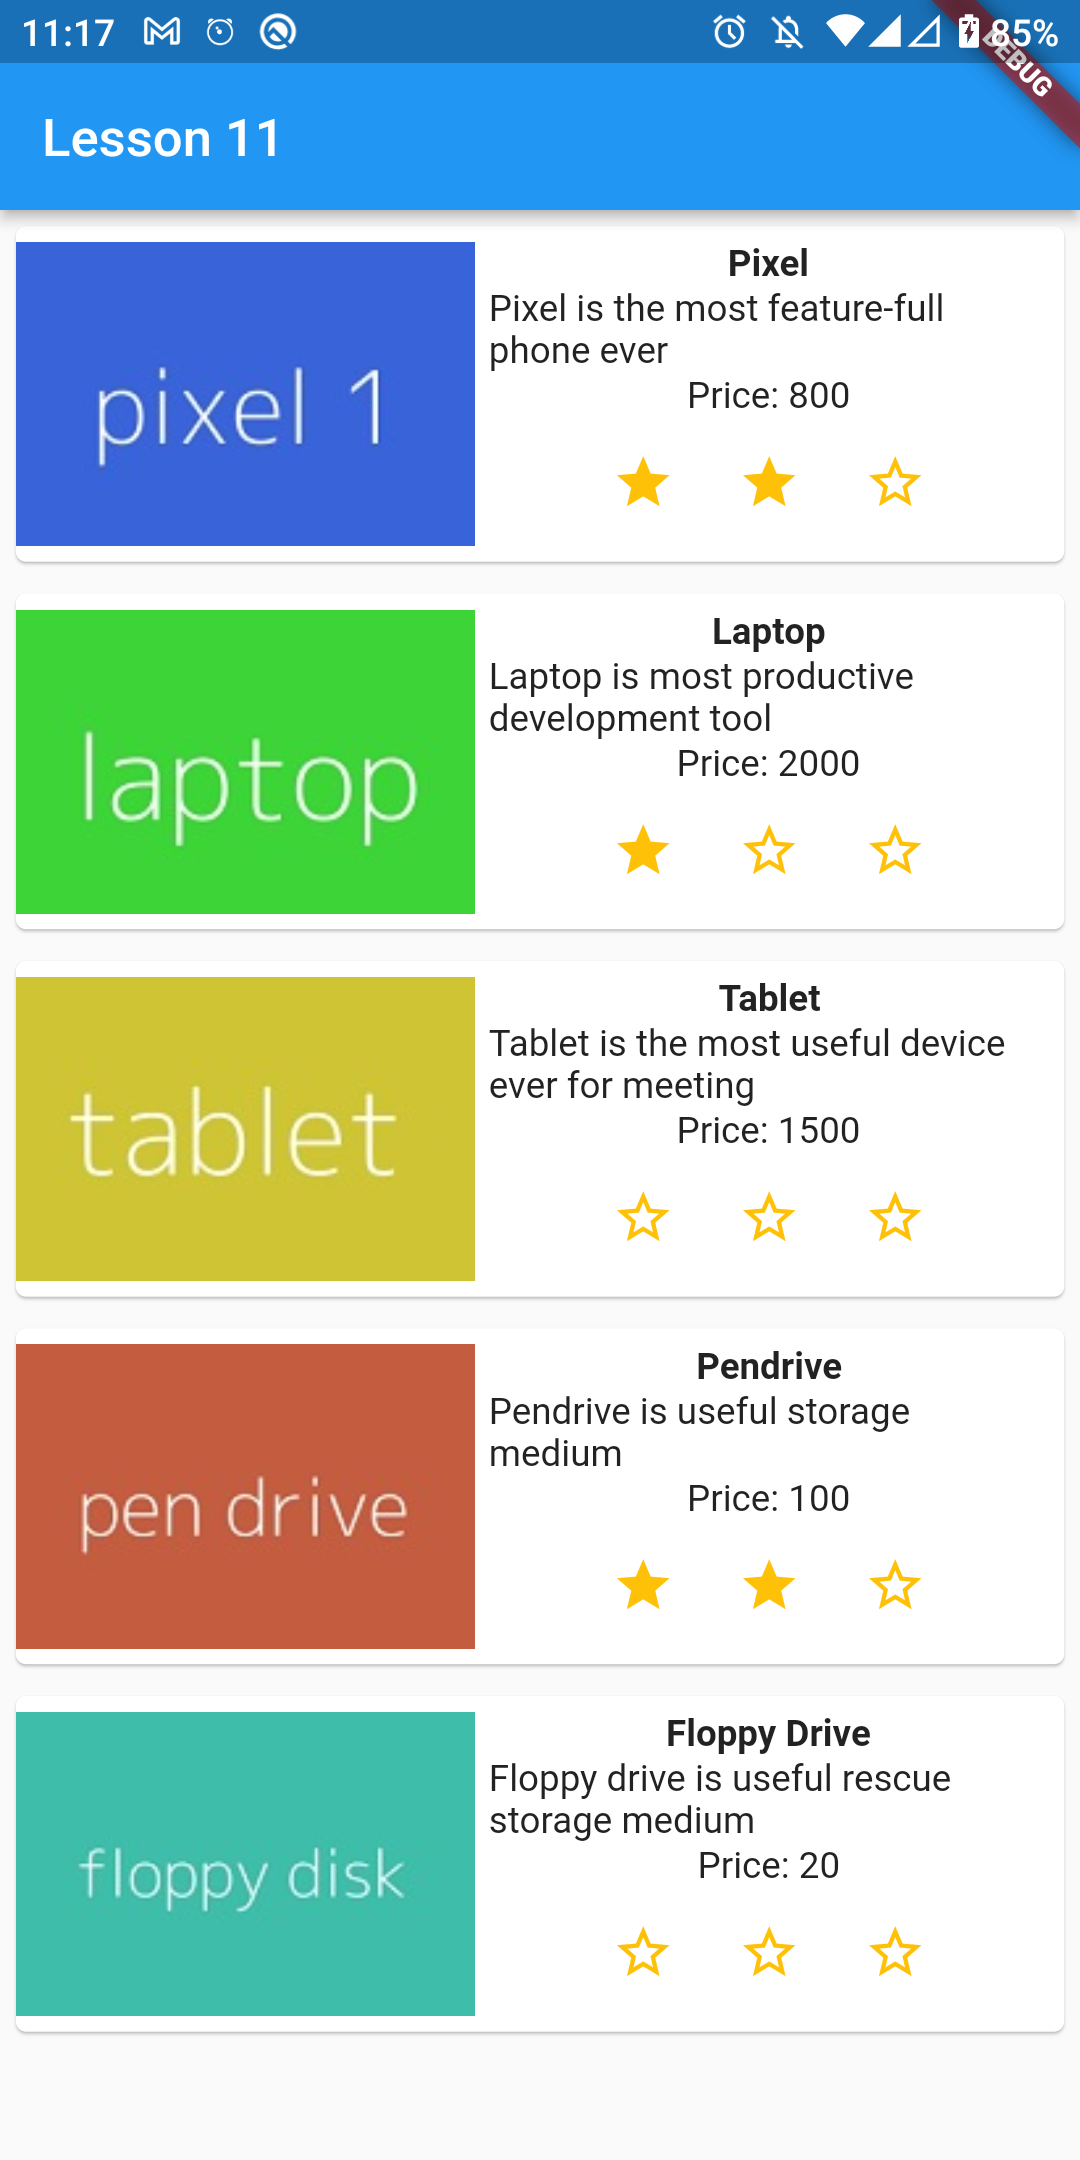 11:17
85%
DEBUG
Lesson 11
pixel 1
Pixel
Pixel is the most feature-full
phone ever
Price: 800
laptop
Laptop
Laptop is most productive
development tool
Price: 2000
tablet
Tablet
Tablet is the most useful device
ever for meeting
Price: 1500
pen drive
Pendrive
Pendrive is useful storage
medium
Price: 100
floppy disk
Floppy Drive
Floppy drive is useful rescue
storage medium
Price: 20